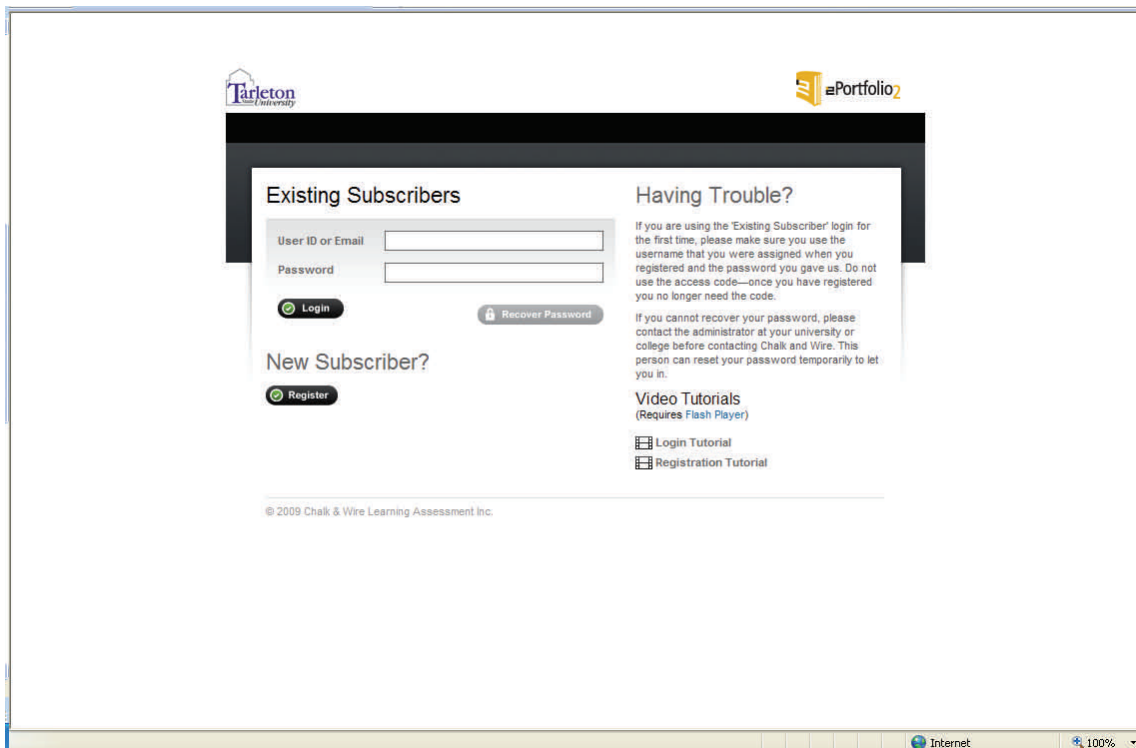 Tarleton
State University
ePortfolio2
Existing Subscribers
User ID or Email
Password
Login
Recover Password
New Subscriber?
Register
Having Trouble?
If you are using the 'Existing Subscriber' login for
the first time, please make sure you use the
username that you were assigned when you
registered and the password you gave us. Do not
use the access code—once you have registered
you no longer need the code.
If you cannot recover your password, please
contact the administrator at your university or
college before contacting Chalk and Wire. This
person can reset your password temporarily to let
you in.
Video Tutorials
(Requires Flash Player)
Login Tutorial
Registration Tutorial
© 2009 Chalk & Wire Learning Assessment Inc.
Internet
100%